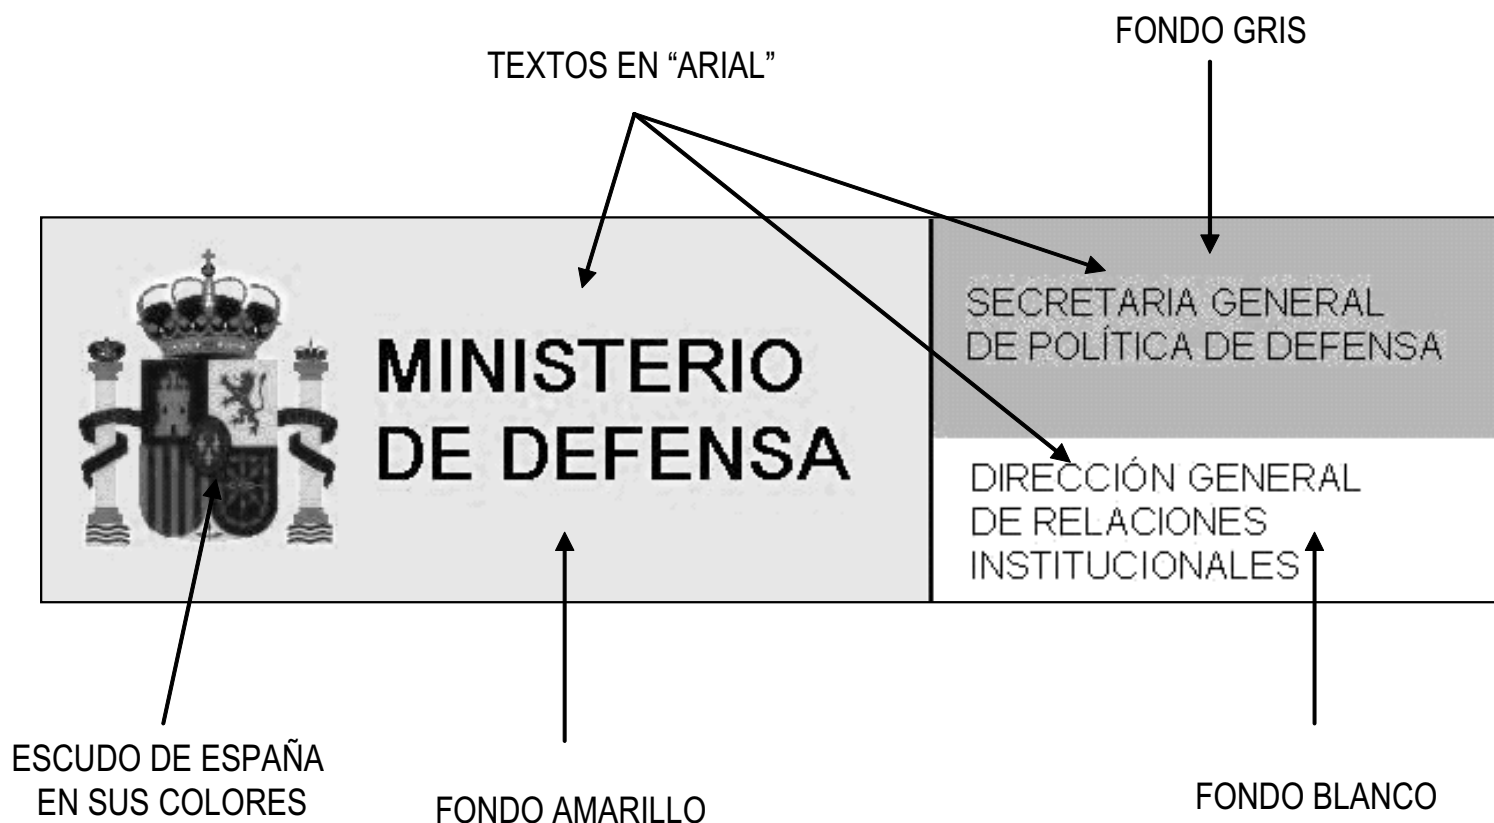 FONDO GRIS
TEXTOS EN “ARIAL”
MINISTERIO
DE DEFENSA
SECRETARIA GENERAL
DE POLÍTICA DE DEFENSA
DIRECCIÓN GENERAL
DE RELACIONES
INSTITUCIONALES
ESCUDO DE ESPAÑA
EN SUS COLORES
FONDO AMARILLO
FONDO BLANCO